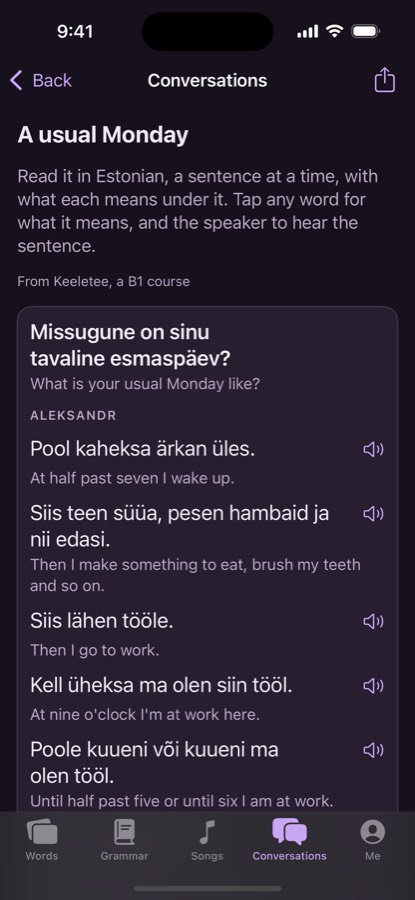 9:41
Back
Conversations
A usual Monday
Read it in Estonian, a sentence at a time, with
what each means under it. Tap any word for
what it means, and the speaker to hear the
sentence.
From Keeletee, a B1 course
Missugune on sinu
tavaline esmaspäev?
What is your usual Monday like?
ALEKSANDR
Pool kaheksa ärkan üles.
At half past seven I wake up.
Siis teen süüa, pesen hambaid ja
nii edasi.
Then I make something to eat, brush my teeth
and so on.
Siis lähen tööle.
Then I go to work.
Kell üheksa ma olen siin tööl.
At nine o'clock I'm at work here.
Poole kuueni või kuueni ma
olen tööl.
Until half past five or until six I am at work.
Words
Grammar
Songs
Conversations
Me